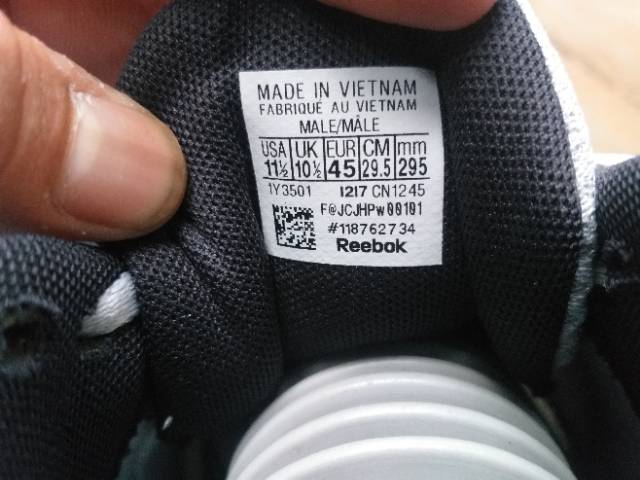 MADE IN VIETNAM
FABRIQUÉ AU VIETNAM
MALE/MÂLE
USA UK EUR CM mm
11½ 10½ 45 29.5 295
1Y3501 1217 CN1245
F@JCJHPw00101
#118762734
Reebok